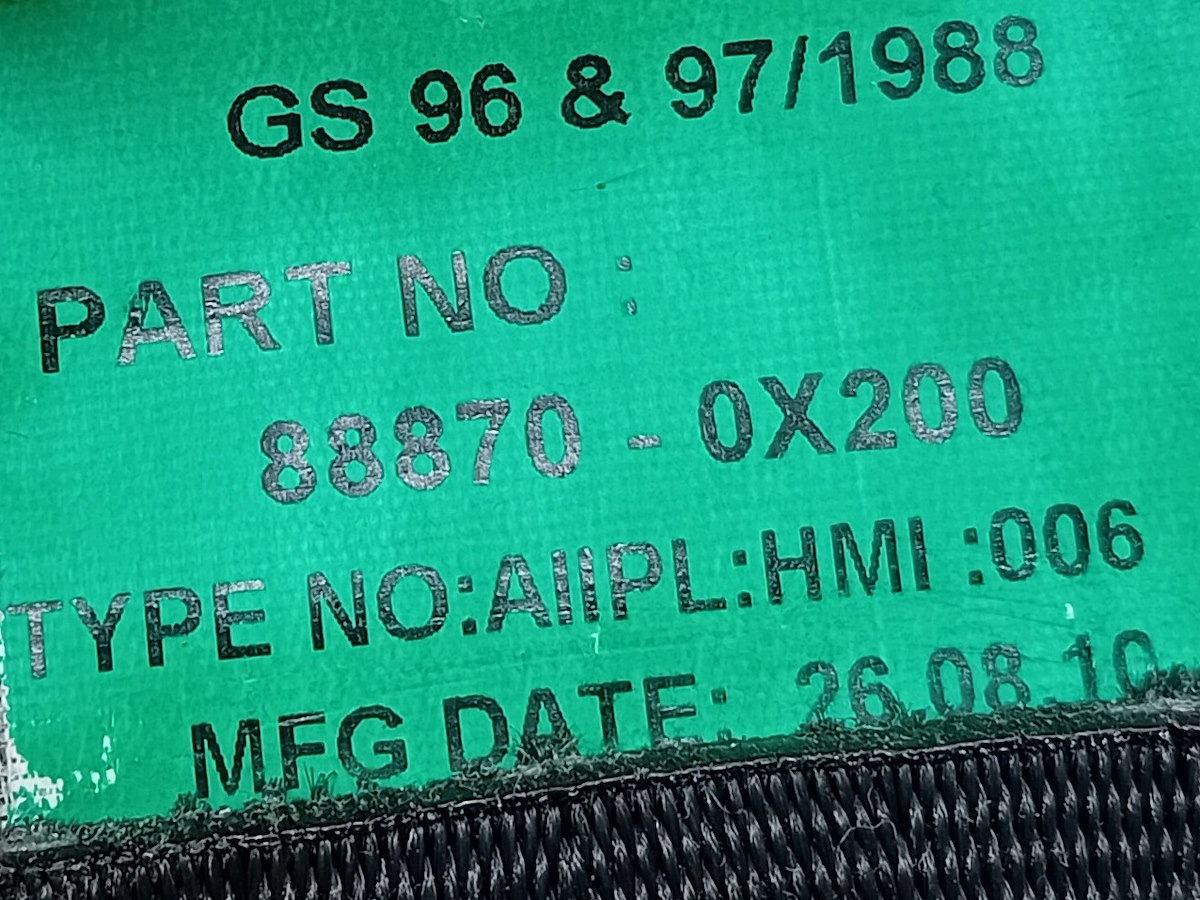 GS 96 & 97/1988
PART NO :
88870 - 0X200
TYPE NO:AIIPL:HMI :006
MFG DATE: 26.08.10